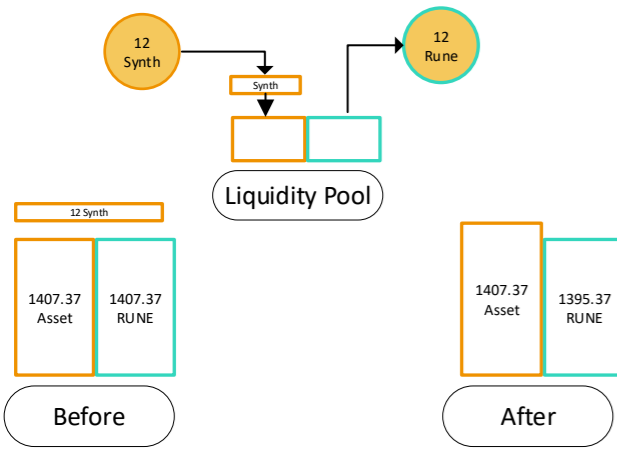 12
Synth
12
Rune
Synth
Liquidity Pool
12 Synth
1407.37
Asset
1407.37
RUNE
Before
1407.37
Asset
1395.37
RUNE
After